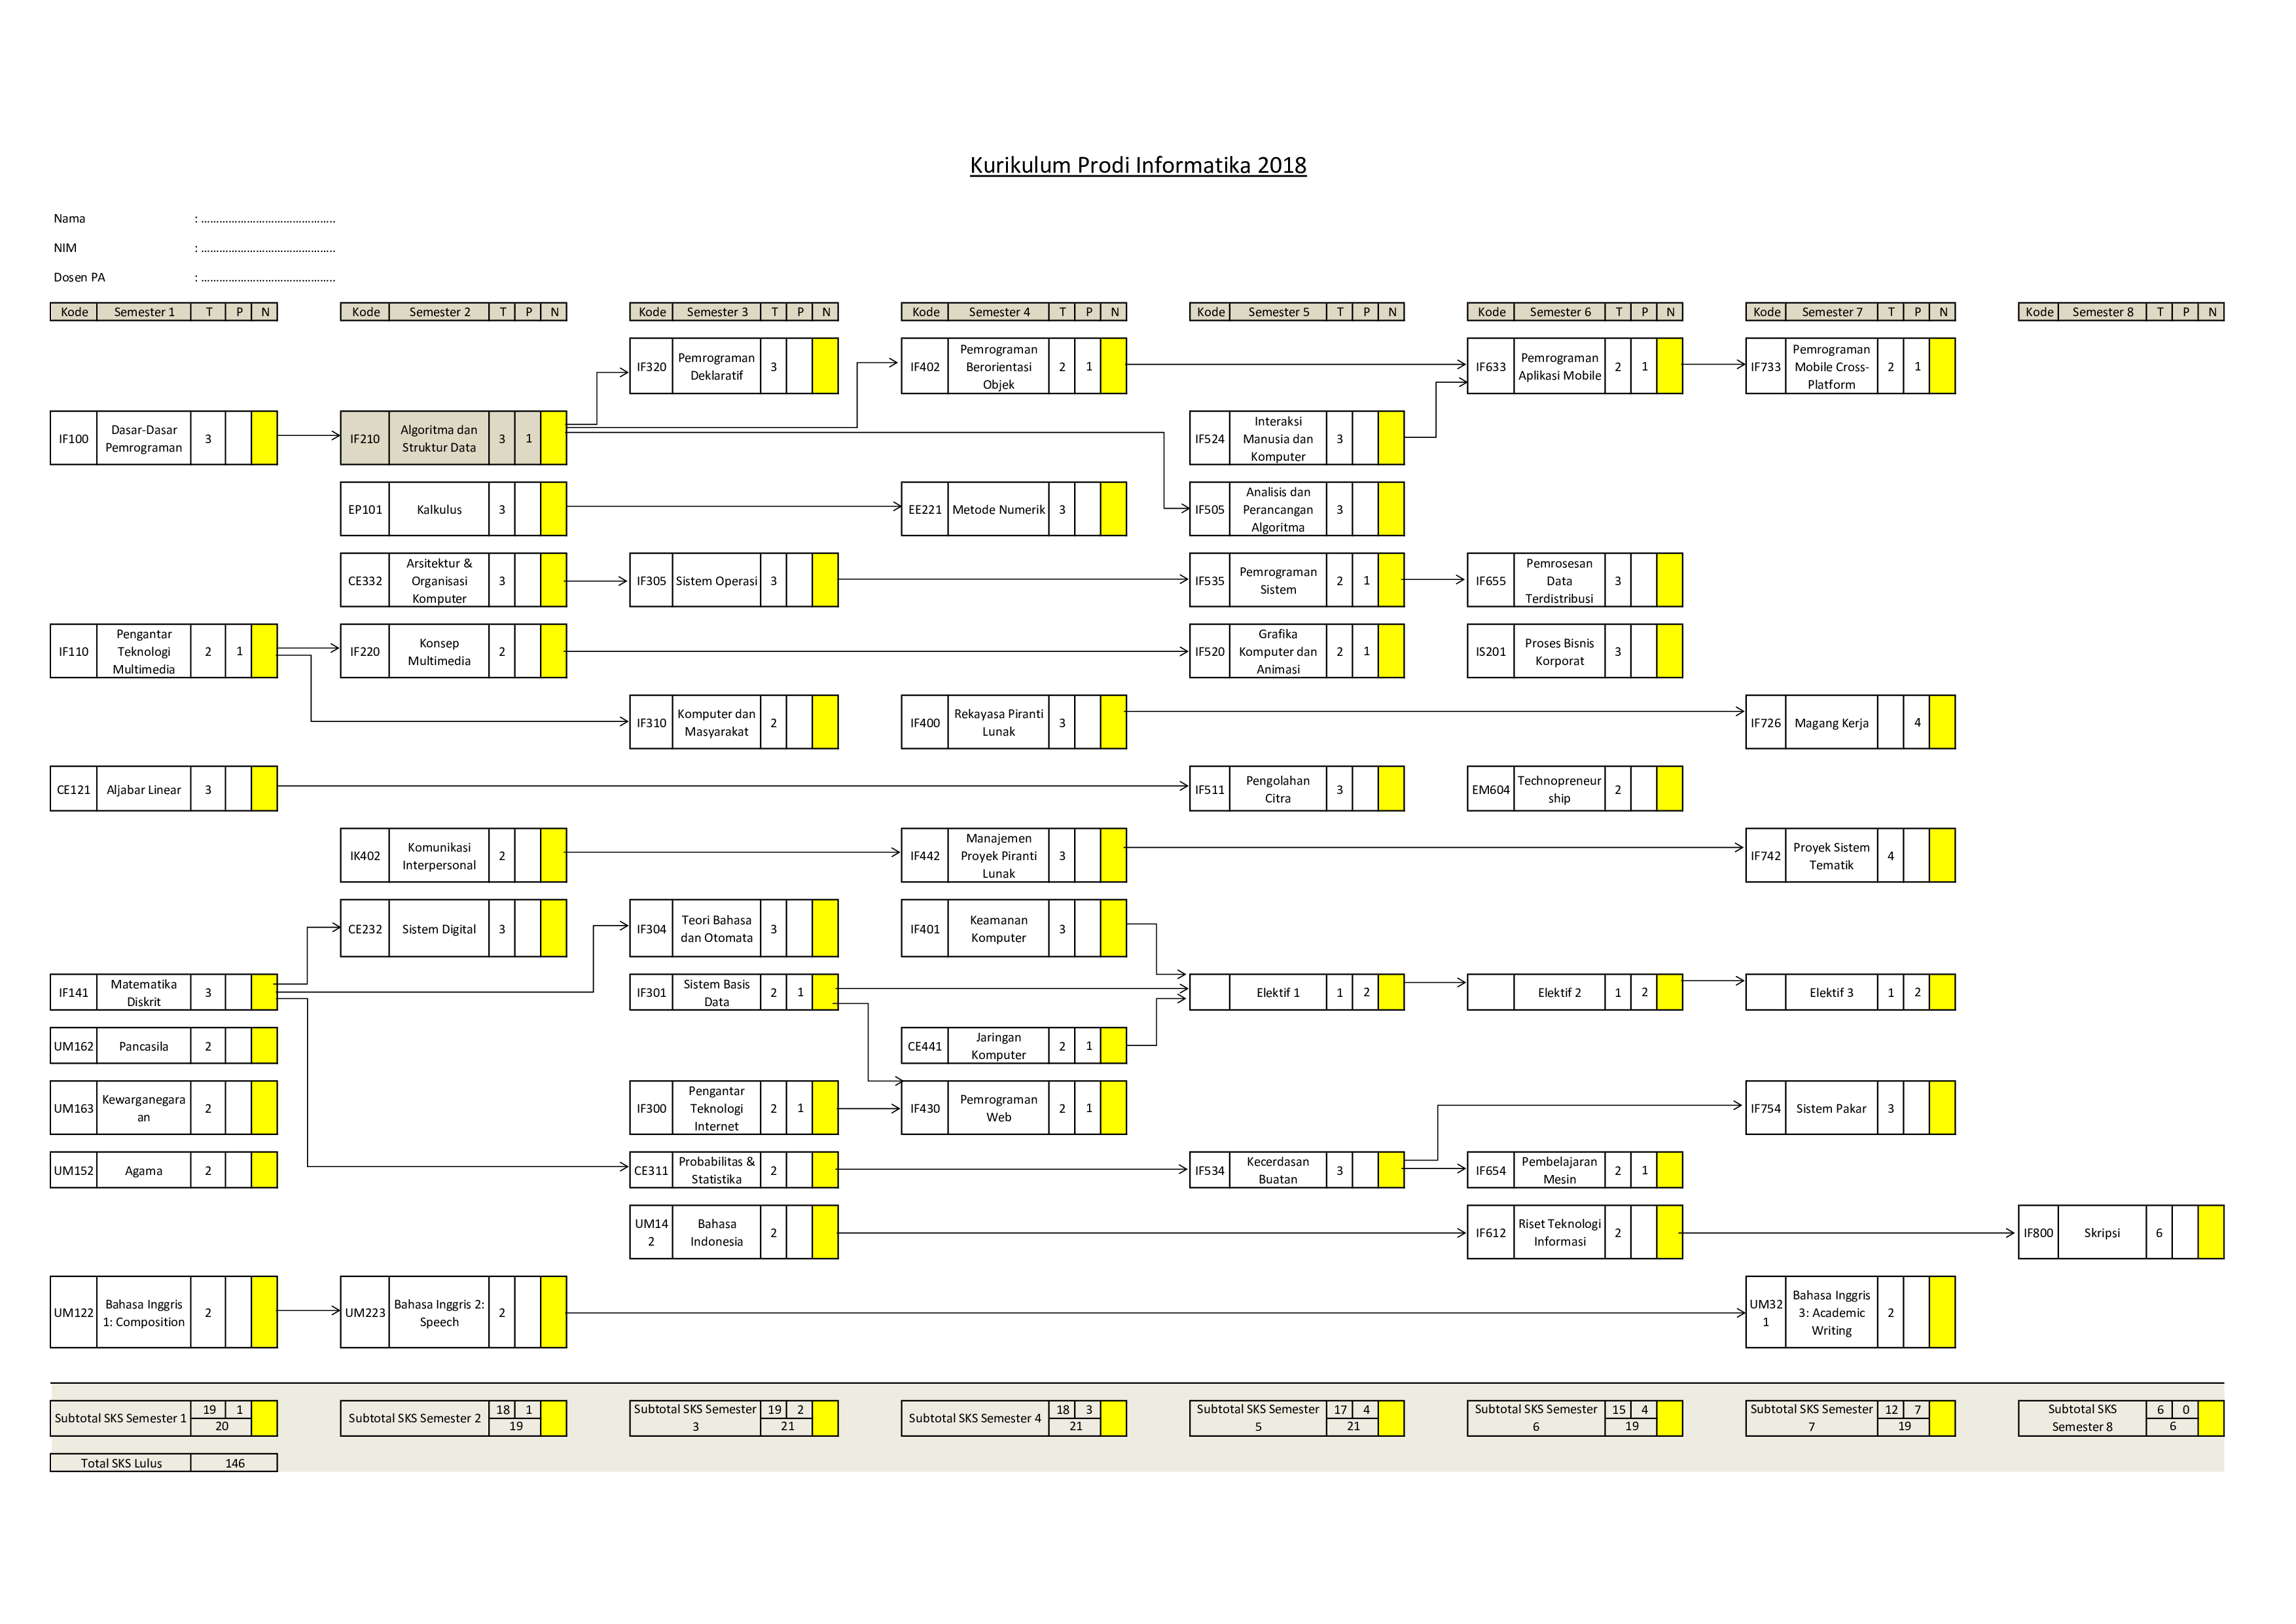 Kurikulum Prodi Informatika 2018
Nama : ............................................
NIM : ............................................
Dosen PA : ............................................
Kode Semester 1 T P N Kode Semester 2 T P N Kode Semester 3 T P N Kode Semester 4 T P N Kode Semester 5 T P N Kode Semester 6 T P N Kode Semester 7 T P N Kode Semester 8 T P N
IF320 Pemrograman Deklaratif 3
IF402 Pemrograman Berorientasi Objek 2 1
IF633 Pemrograman Aplikasi Mobile 2 1
IF733 Pemrograman Mobile Cross-Platform 2 1
IF100 Dasar-Dasar Pemrograman 3
IF210 Algoritma dan Struktur Data 3 1
IF524 Interaksi Manusia dan Komputer 3
EP101 Kalkulus 3
EE221 Metode Numerik 3
IF505 Analisis dan Perancangan Algoritma 3
CE332 Arsitektur & Organisasi Komputer 3
IF305 Sistem Operasi 3
IF535 Pemrograman Sistem 2 1
IF655 Pemrosesan Data Terdistribusi 3
IF110 Pengantar Teknologi Multimedia 2 1
IF220 Konsep Multimedia 2
IF520 Grafika Komputer dan Animasi 2 1
IS201 Proses Bisnis Korporat 3
IF310 Komputer dan Masyarakat 2
IF400 Rekayasa Piranti Lunak 3
IF726 Magang Kerja 4
CE121 Aljabar Linear 3
IF511 Pengolahan Citra 3
EM604 Technopreneur ship 2
IK402 Komunikasi Interpersonal 2
IF442 Manajemen Proyek Piranti Lunak 3
IF742 Proyek Sistem Tematik 4
CE232 Sistem Digital 3
IF304 Teori Bahasa dan Otomata 3
IF401 Keamanan Komputer 3
IF141 Matematika Diskrit 3
IF301 Sistem Basis Data 2 1
Elektif 1 1 2
Elektif 2 1 2
Elektif 3 1 2
UM162 Pancasila 2
CE441 Jaringan Komputer 2 1
UM163 Kewarganegara an 2
IF300 Pengantar Teknologi Internet 2 1
IF430 Pemrograman Web 2 1
IF754 Sistem Pakar 3
UM152 Agama 2
CE311 Probabilitas & Statistika 2
IF534 Kecerdasan Buatan 3
IF654 Pembelajaran Mesin 2 1
UM14 2 Bahasa Indonesia 2
IF612 Riset Teknologi Informasi 2
IF800 Skripsi 6
UM122 Bahasa Inggris 1: Composition 2
UM223 Bahasa Inggris 2: Speech 2
UM32 1 Bahasa Inggris 3: Academic Writing 2
Subtotal SKS Semester 1 19 1 20
Subtotal SKS Semester 2 18 1 19
Subtotal SKS Semester 3 19 2 21
Subtotal SKS Semester 4 18 3 21
Subtotal SKS Semester 5 17 4 21
Subtotal SKS Semester 6 15 4 19
Subtotal SKS Semester 7 12 7 19
Subtotal SKS Semester 8 6 0 6
Total SKS Lulus 146